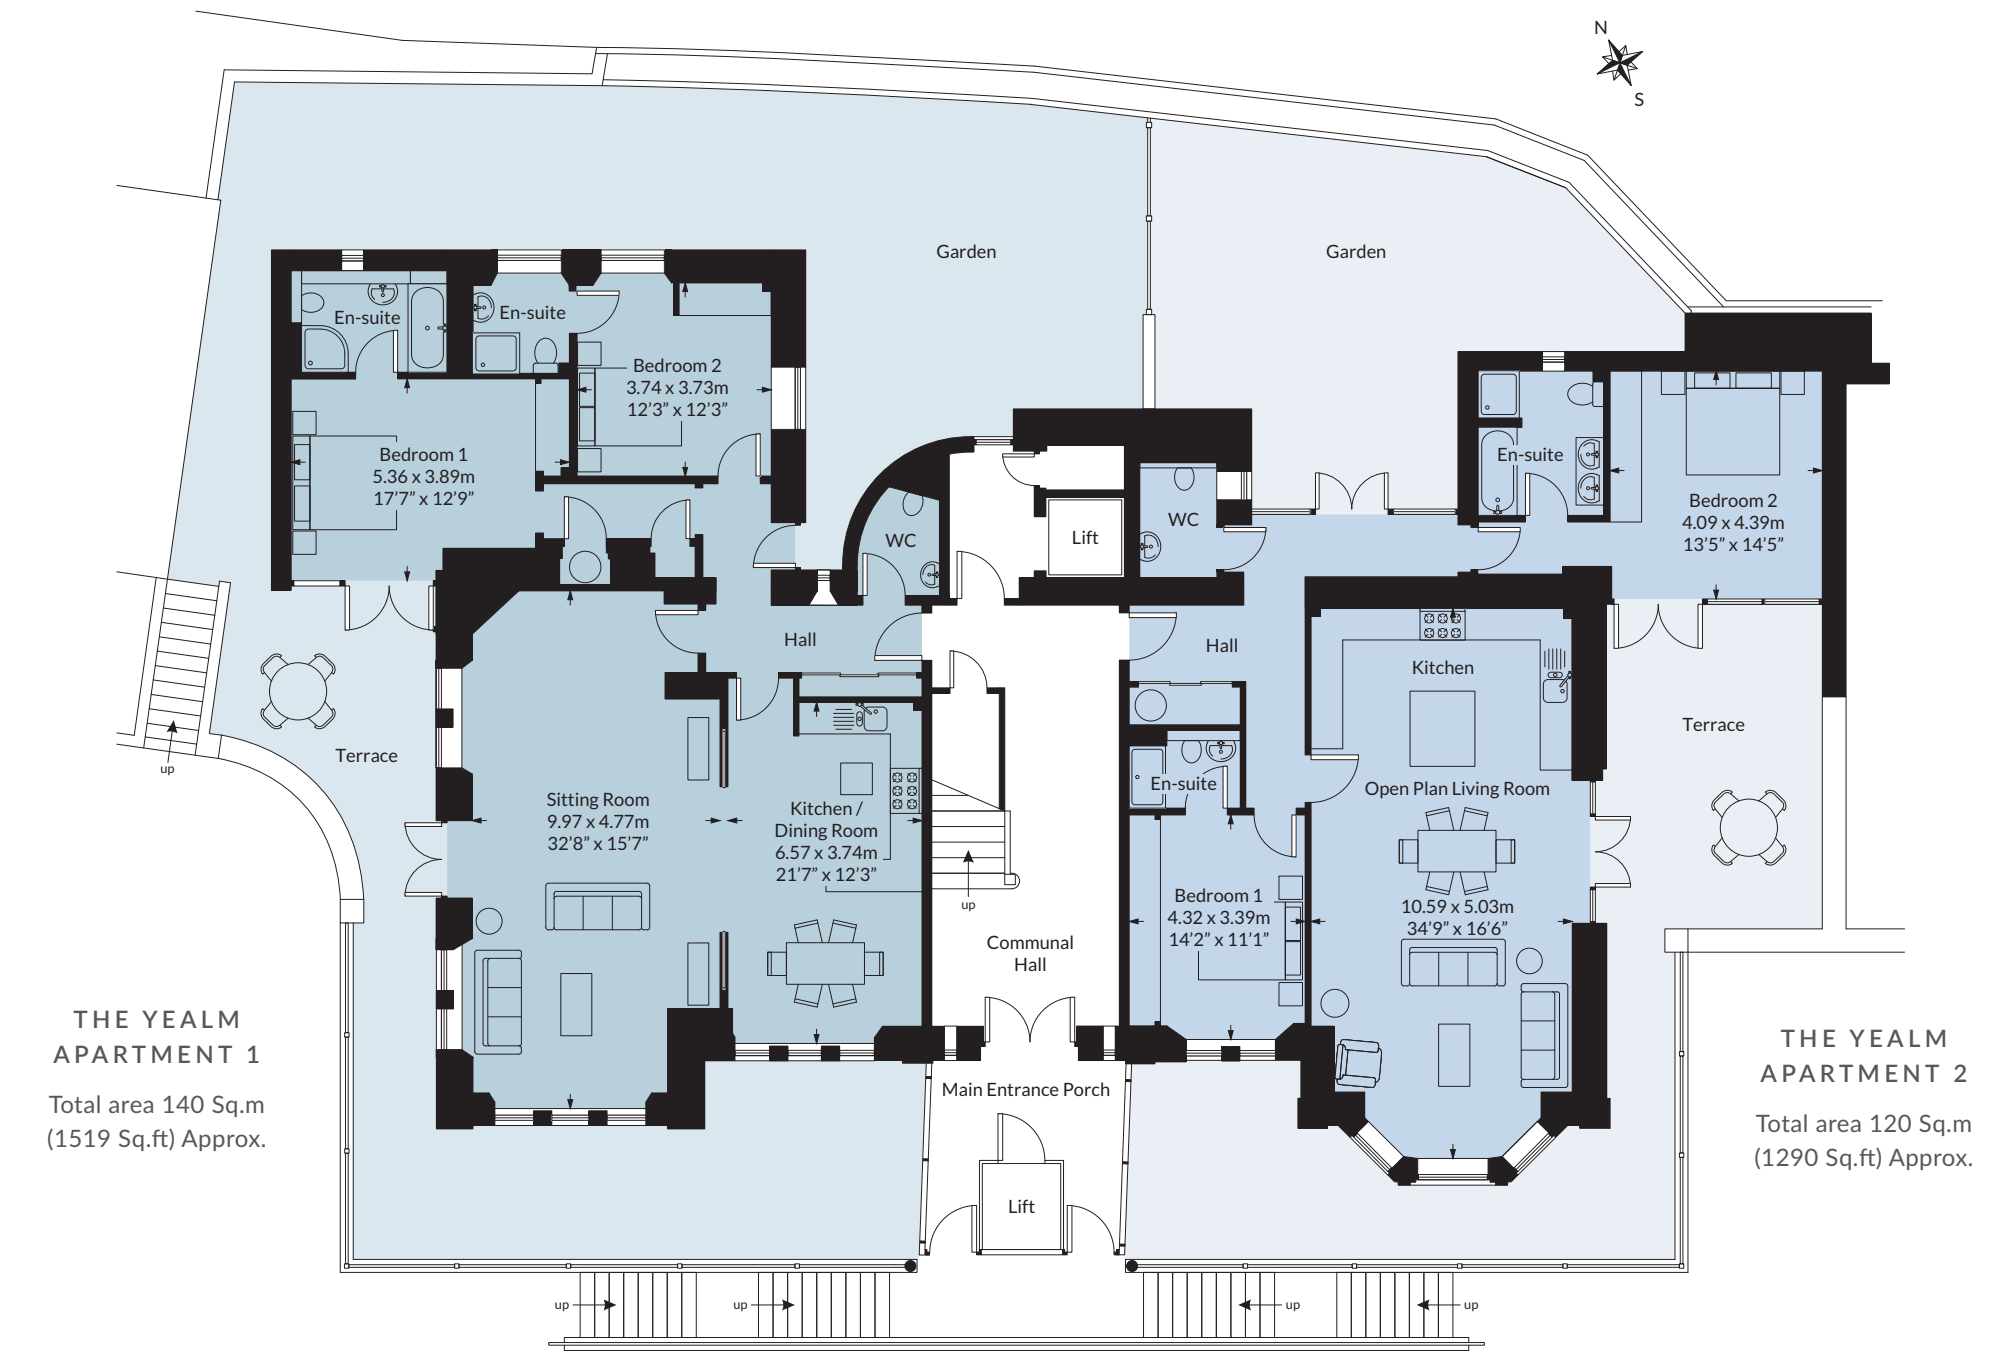 N
S
Garden
Garden
En-suite
En-suite
Bedroom 2
3.74 x 3.73m
12’3” x 12’3”
Bedroom 1
5.36 x 3.89m
17’7” x 12’9”
WC
Lift
WC
En-suite
Bedroom 2
4.09 x 4.39m
13’5” x 14’5”
Hall
Hall
Kitchen
Terrace
up
Terrace
Sitting Room
9.97 x 4.77m
32’8” x 15’7”
Kitchen /
Dining Room
6.57 x 3.74m
21’7” x 12’3”
up
En-suite
Open Plan Living Room
10.59 x 5.03m
34’9” x 16’6”
Bedroom 1
4.32 x 3.39m
14’2” x 11’1”
Communal
Hall
THE YEALM
APARTMENT 1
Total area 140 Sq.m
(1519 Sq.ft) Approx.
Main Entrance Porch
Lift
THE YEALM
APARTMENT 2
Total area 120 Sq.m
(1290 Sq.ft) Approx.
up
up
up
up